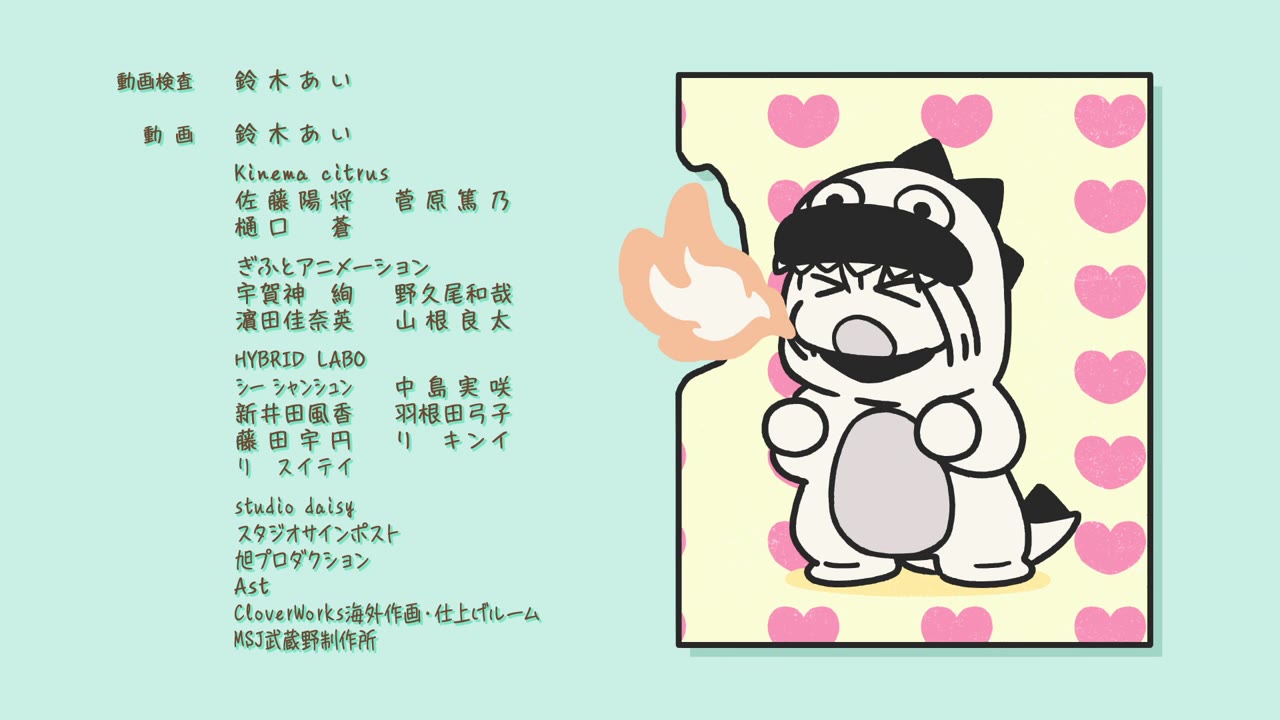 動画検査 鈴木あい
動画 鈴木あい
Kinema citrus
佐藤陽将 菅原篤乃
樋口 蒼
ぎふとアニメーション
宇賀神 絢 野久尾和哉
濵田佳奈英 山根良太
HYBRID LABO
シー シャンシュン 中島実咲
新井田風香 羽根田弓子
藤田宇円 リ キンイ
リ スイテイ
studio daisy
スタジオサインポスト
旭プロダクション
Ast
CloverWorks海外作画・仕上げルーム
MSJ武蔵野制作所